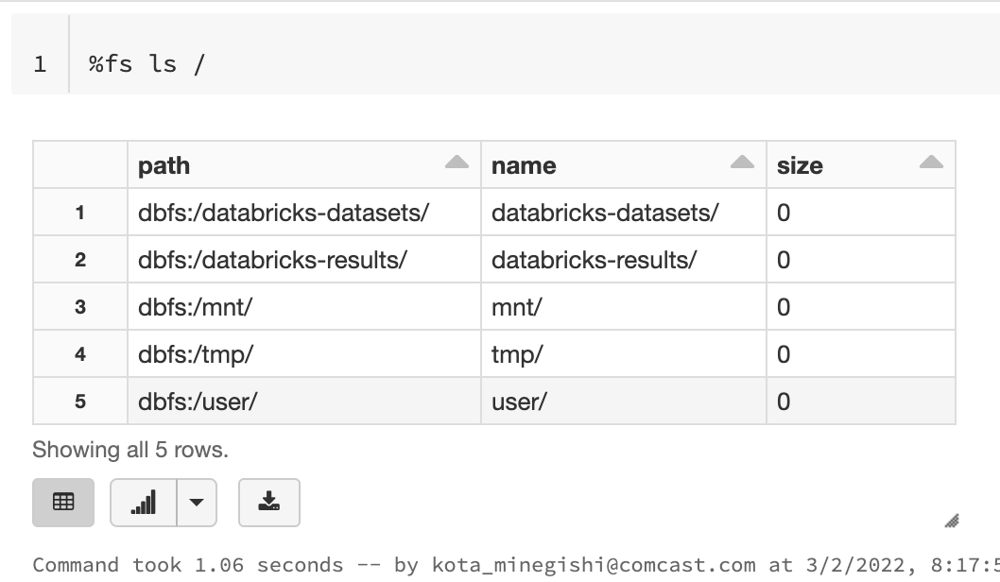 1 %fs ls /
path name size
1 dbfs:/databricks-datasets/ databricks-datasets/ 0
2 dbfs:/databricks-results/ databricks-results/ 0
3 dbfs:/mnt/ mnt/ 0
4 dbfs:/tmp/ tmp/ 0
5 dbfs:/user/ user/ 0
Showing all 5 rows.
Command took 1.06 seconds -- by kota_minegishi@comcast.com at 3/2/2022, 8:17: